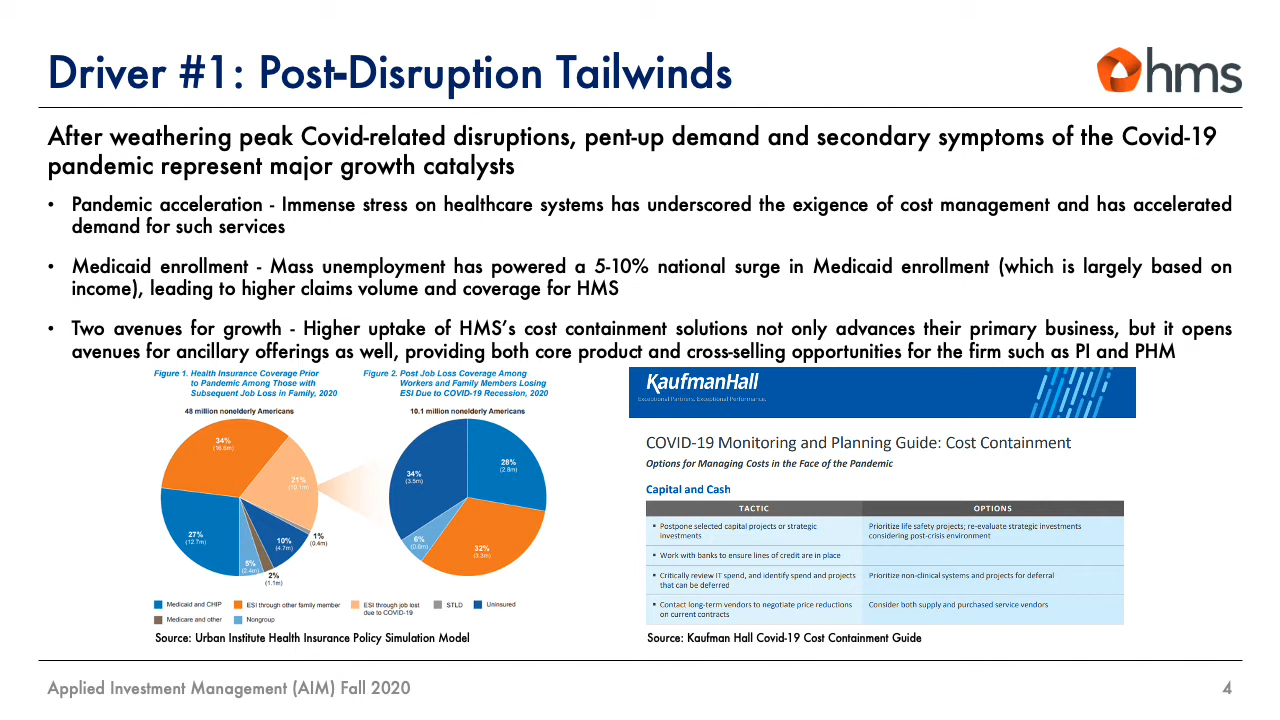 Driver #1: Post-Disruption Tailwinds
hms
After weathering peak Covid-related disruptions, pent-up demand and secondary symptoms of the Covid-19
pandemic represent major growth catalysts
• Pandemic acceleration - Immense stress on healthcare systems has underscored the exigence of cost management and has accelerated
demand for such services
• Medicaid enrollment - Mass unemployment has powered a 5-10% national surge in Medicaid enrollment (which is largely based on
income), leading to higher claims volume and coverage for HMS
• Two avenues for growth - Higher uptake of HMS's cost containment solutions not only advances their primary business, but it opens
avenues for ancillary offerings as well, providing both core product and cross-selling opportunities for the firm such as PI and PHM
Figure 1. Health Insurance Coverage Prior
to Pandemic Among Those with
Subsequent Job Loss in Family, 2020
48 million nonelderly Americans
34%
21%
(10.1m)
27%
(12.7m)
5%
(2.4m)
2%
(1.1m)
10%
(4.7m)
1%
(0.4m)
Figure 2. Post Job Loss Coverage Among
Workers and Family Members Losing
ESI Due to COVID-19 Recession, 2020
10.1 million nonelderly Americans
34%
(3.5m)
28%
(2.8m)
6%
(0.6m)
32%
(3.3m)
Medicaid and CHIP
ESI through other family member
ESI through job lost
due to COVID-19
STLD
Uninsured
Medicare and other
Nongroup
Source: Urban Institute Health Insurance Policy Simulation Model
KaufmanHall
Exceptional Partners. Exceptional Performance.
COVID-19 Monitoring and Planning Guide: Cost Containment
Options for Managing Costs in the Face of the Pandemic
Capital and Cash
TACTIC OPTIONS
▪ Postpone selected capital projects or strategic
investments
Prioritize life safety projects; re-evaluate strategic investments
considering post-crisis environment
▪ Work with banks to ensure lines of credit are in place
▪ Critically review IT spend, and identify spend and projects
that can be deferred
Prioritize non-clinical systems and projects for deferral
▪ Contact long-term vendors to negotiate price reductions
on current contracts
Consider both supply and purchased service vendors
Source: Kaufman Hall Covid-19 Cost Containment Guide
Applied Investment Management (AIM) Fall 2020
4